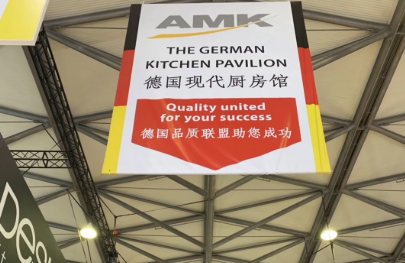 AMK
THE GERMAN
KITCHEN PAVILION
德国现代厨房馆
Quality united
for your success
德国品质联盟助您成功